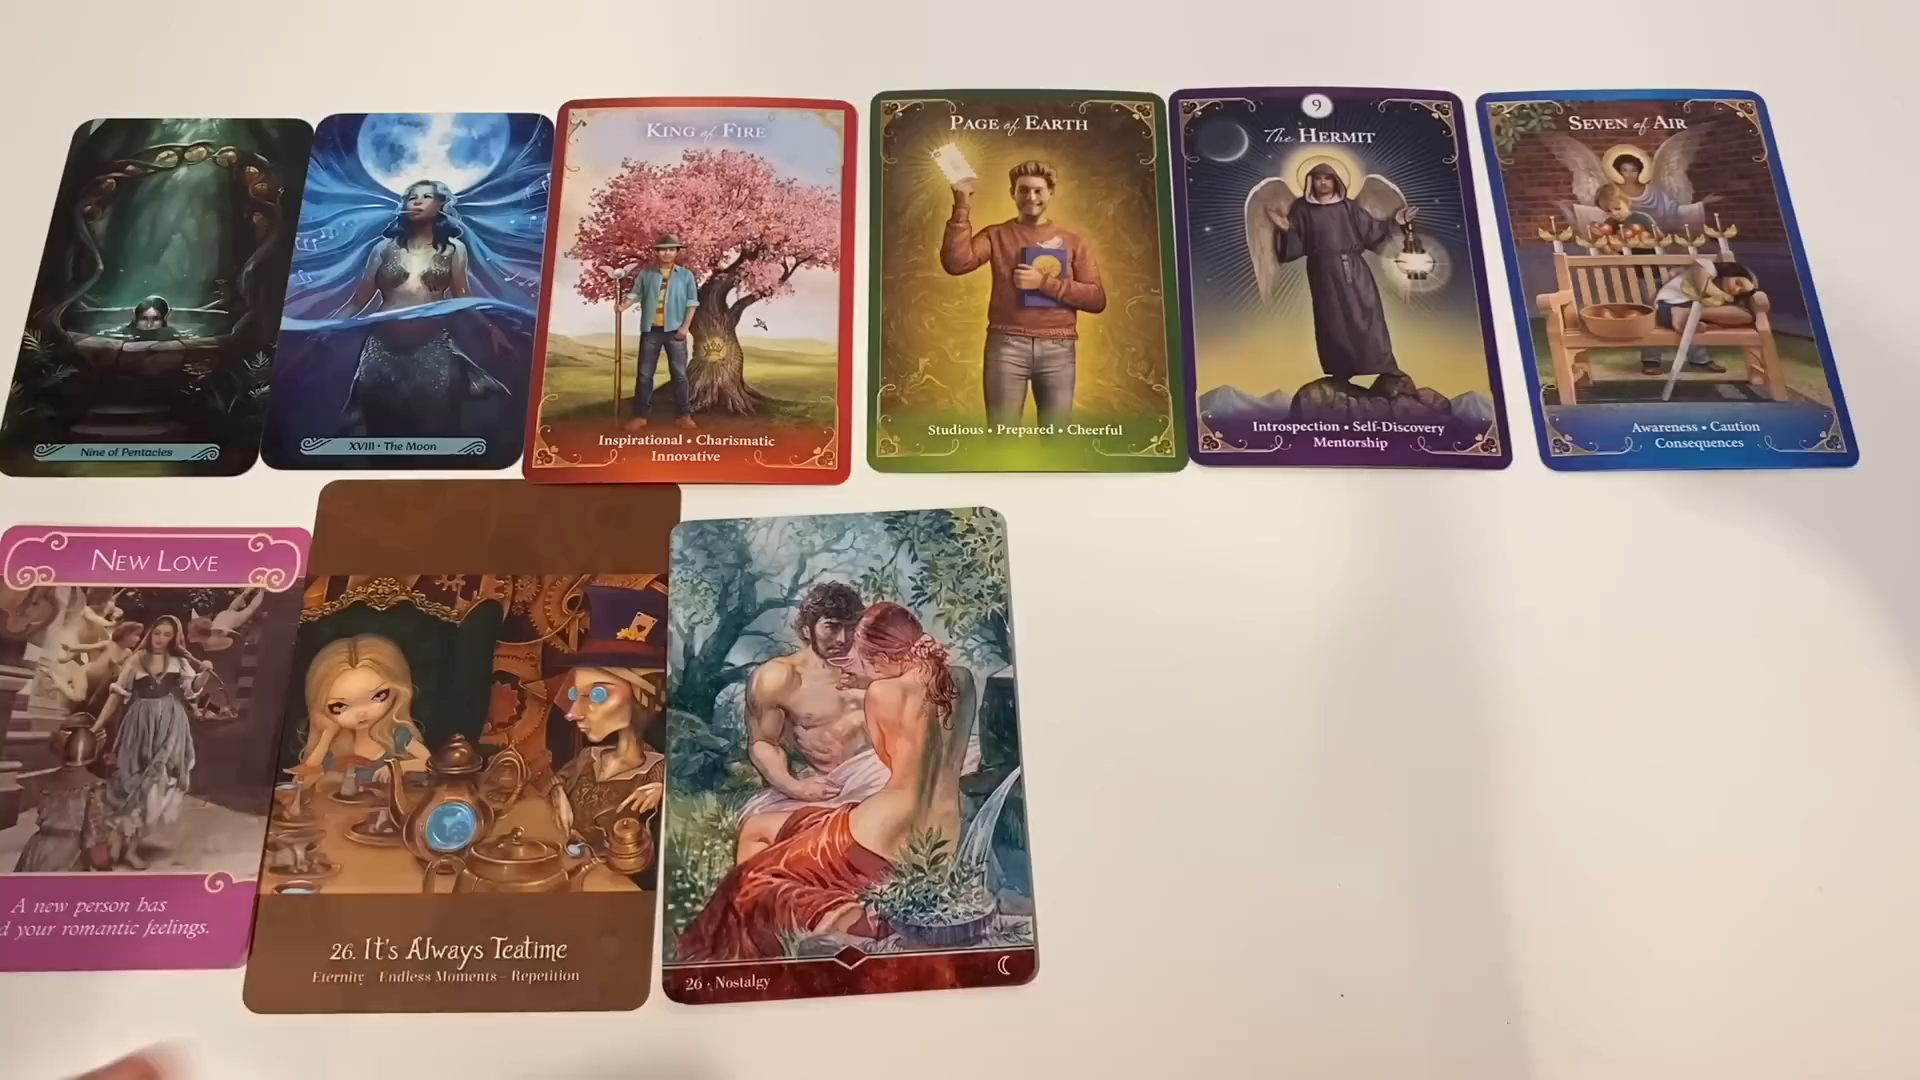 Nine of Pentacles
XVIII • The Moon
KING of FIRE
Inspirational • Charismatic
Innovative
PAGE of EARTH
Studious • Prepared • Cheerful
9
The HERMIT
Introspection • Self-Discovery
Mentorship
SEVEN of AIR
Awareness • Caution
Consequences
NEW LOVE
A new person has
your romantic feelings.
26. It's Always Teatime
Eternity - Endless Moments - Repetition
26 • Nostalgy